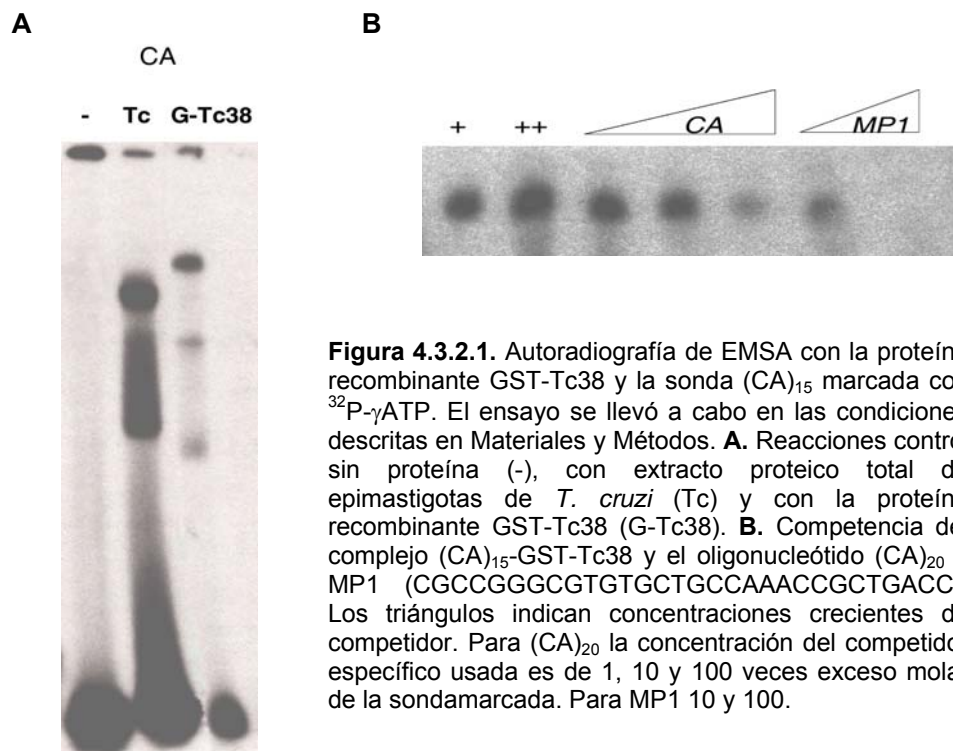 A
B
CA
- Tc G-Tc38
+ ++ CA MP1
Figura 4.3.2.1. Autoradiografía de EMSA con la proteín
recombinante GST-Tc38 y la sonda (CA)15 marcada co
32P-γATP. El ensayo se llevó a cabo en las condicione
descritas en Materiales y Métodos. A. Reacciones contro
sin proteína (-), con extracto proteico total d
epimastigotas de T. cruzi (Tc) y con la proteín
recombinante GST-Tc38 (G-Tc38). B. Competencia de
complejo (CA)15-GST-Tc38 y el oligonucleótido (CA)20
MP1 (CGCCGGGCGTGTGCTGCCAAACCGCTGACC
Los triángulos indican concentraciones crecientes d
competidor. Para (CA)20 la concentración del competido
específico usada es de 1, 10 y 100 veces exceso mola
de la sondamarcada. Para MP1 10 y 100.